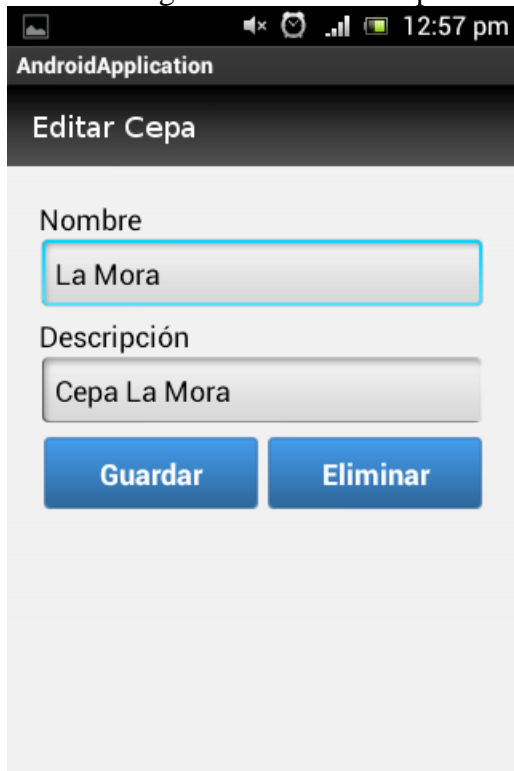 12:57 pm
AndroidApplication
Editar Cepa
Nombre
La Mora
Descripción
Cepa La Mora
Guardar Eliminar